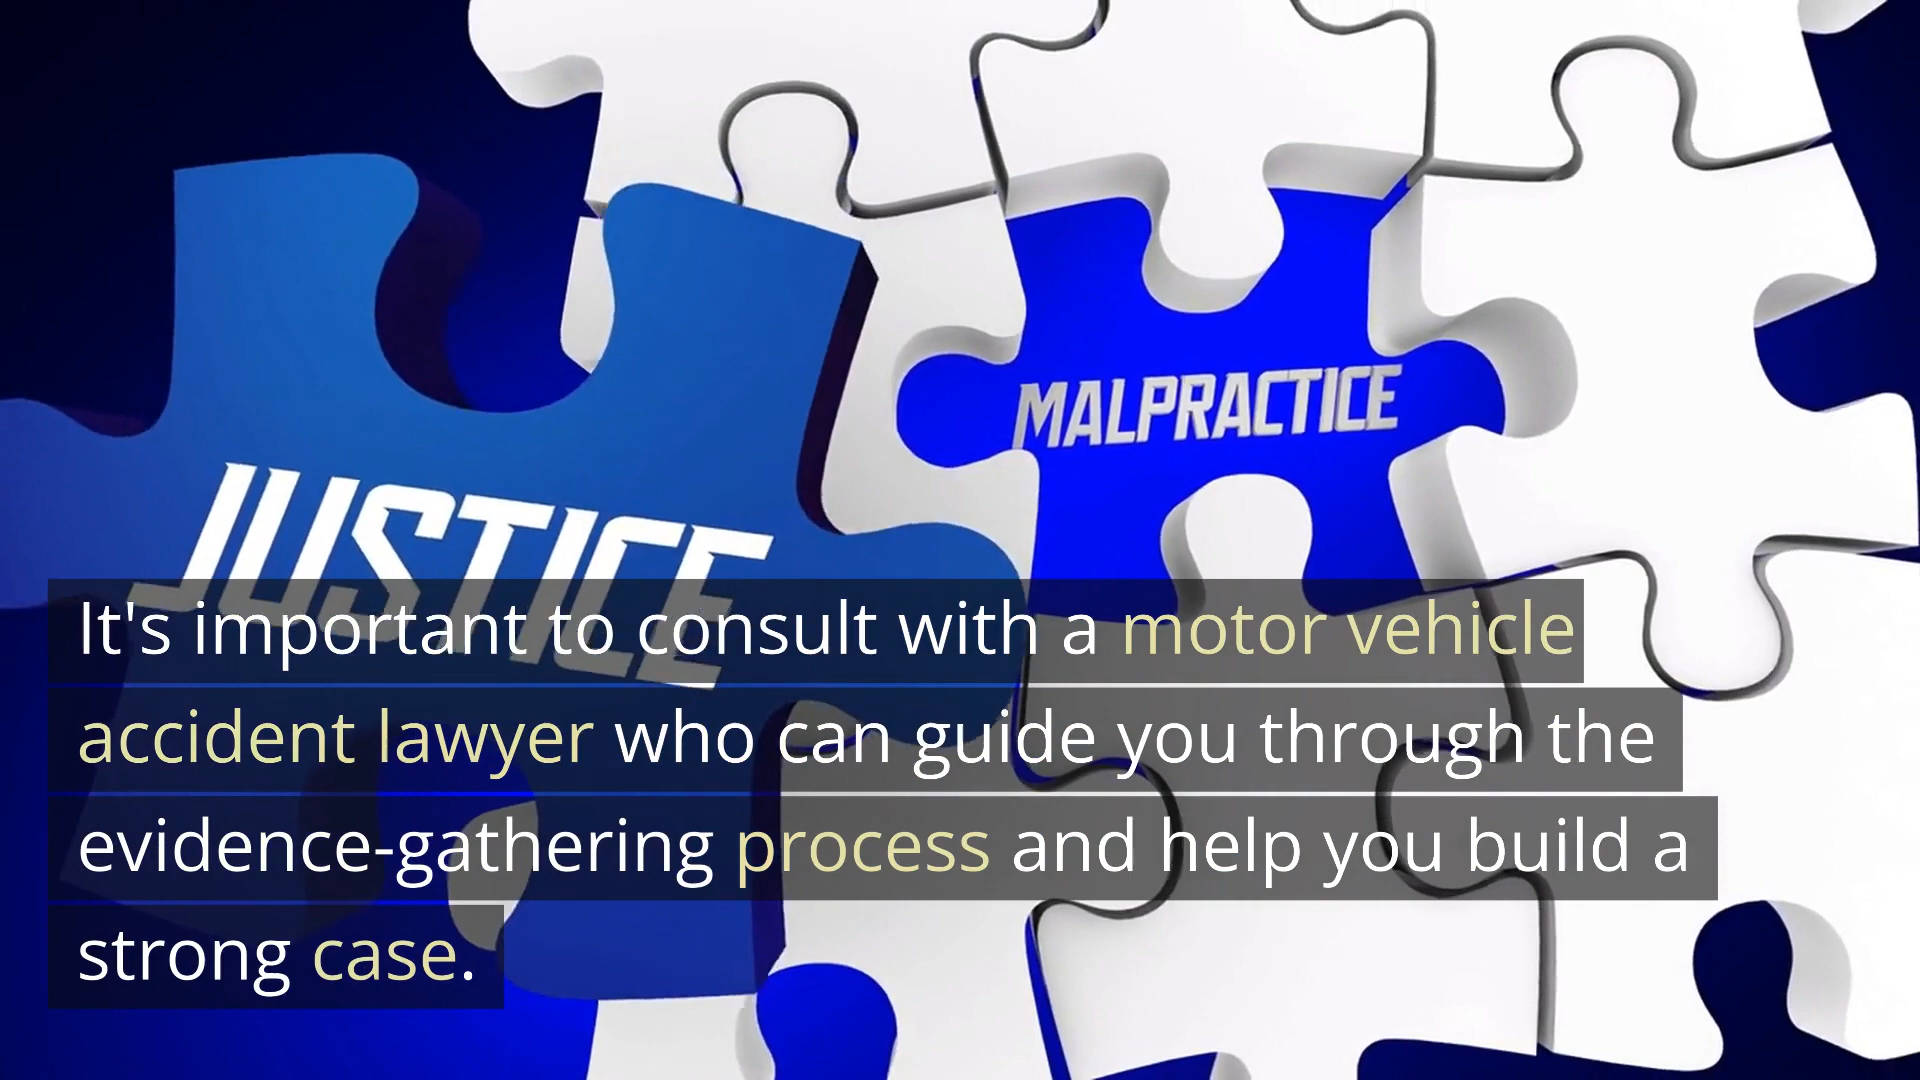 MALPRACTICE
JUSTICE
It's important to consult with a motor vehicle
accident lawyer who can guide you through the
evidence-gathering process and help you build a
strong case.